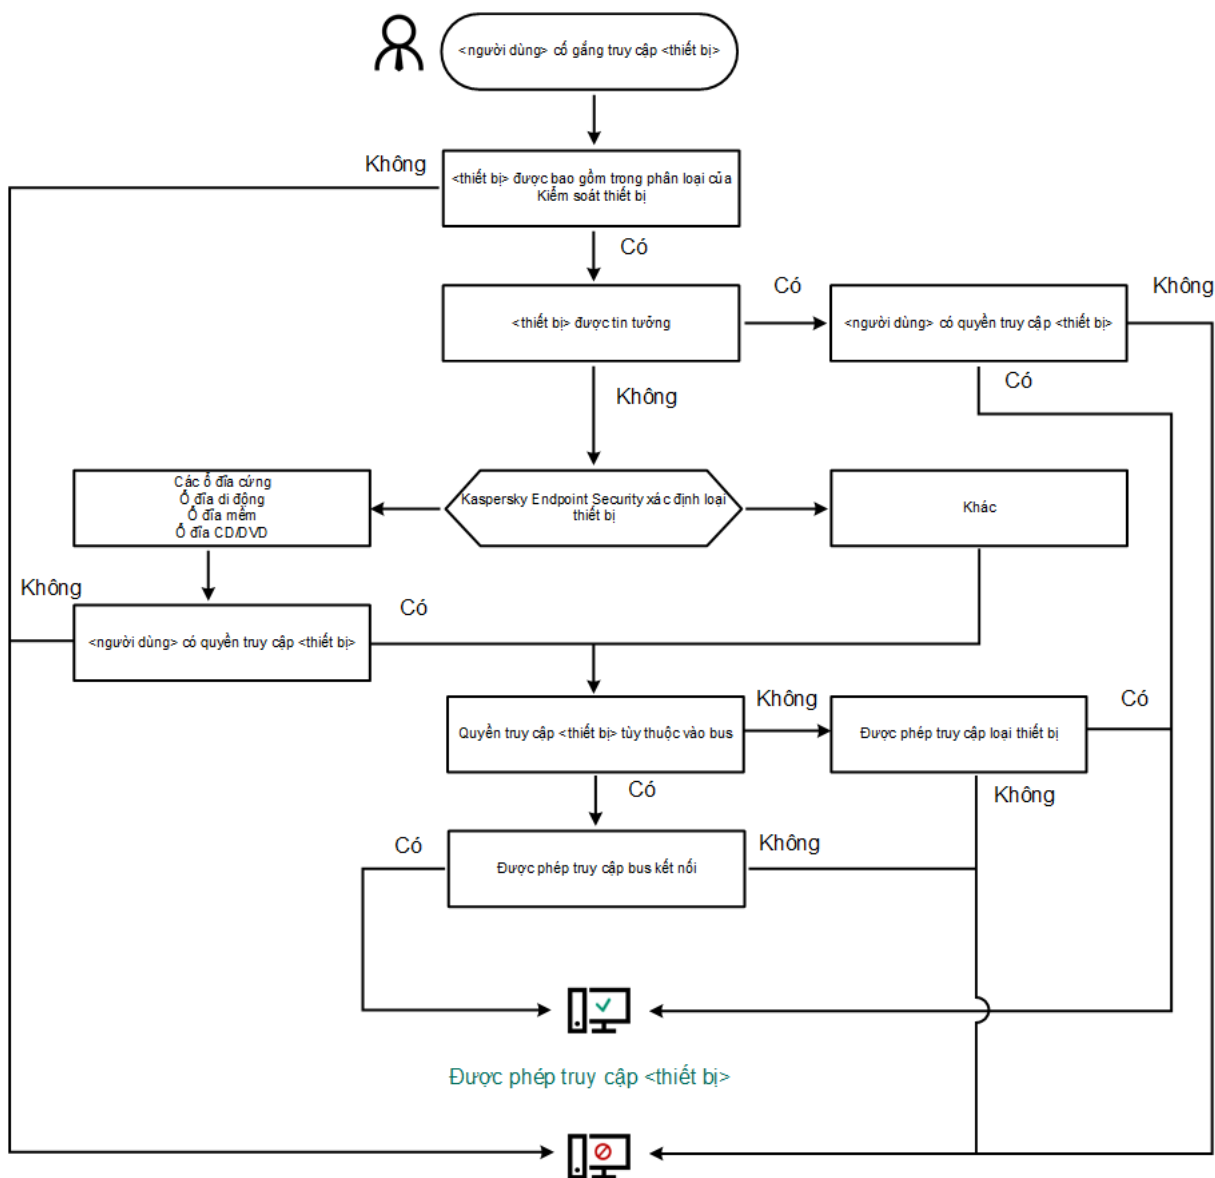 <người dùng> cố gắng truy cập <thiết bị>
Không
<thiết bị> được bao gồm trong phân loại của
Kiểm soát thiết bị
Có
Có
Không
<thiết bị> được tin tưởng
<người dùng> có quyền truy cập <thiết bị>
Có
Không
Các ổ đĩa cứng
Ổ đĩa di động
Ổ đĩa mềm
Ổ đĩa CD/DVD
Kaspersky Endpoint Security xác định loại
thiết bị
Khác
Không
Có
<người dùng> có quyền truy cập <thiết bị>
Không
Có
Quyền truy cập <thiết bị> tùy thuộc vào bus
Được phép truy cập loại thiết bị
Có
Không
Có
Không
Được phép truy cập bus kết nối
Được phép truy cập <thiết bị>